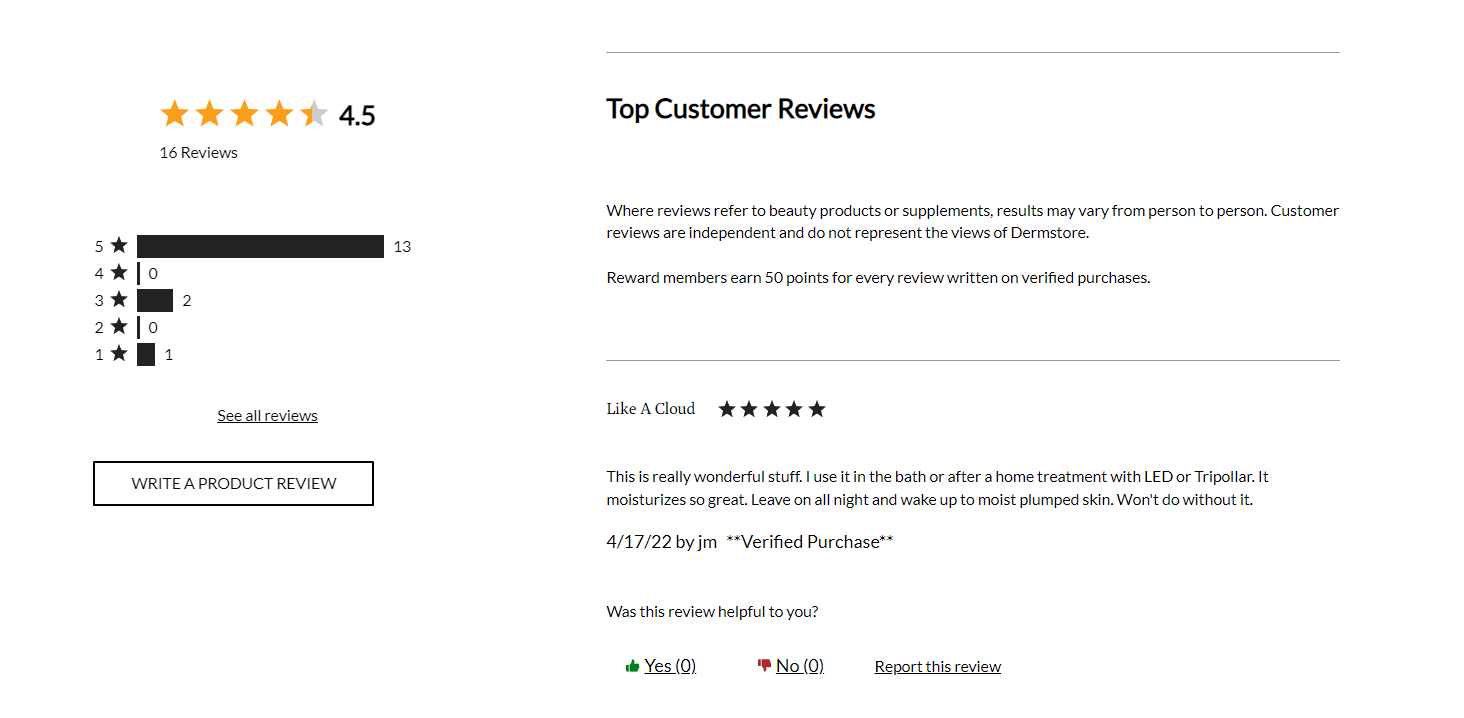 4.5
16 Reviews
5 ★ 13
4 ★ 0
3 ★ 2
2 ★ 0
1 ★ 1
See all reviews
WRITE A PRODUCT REVIEW
Top Customer Reviews
Where reviews refer to beauty products or supplements, results may vary from person to person. Customer
reviews are independent and do not represent the views of Dermstore.
Reward members earn 50 points for every review written on verified purchases.
Like A Cloud ★★★★★
This is really wonderful stuff. I use it in the bath or after a home treatment with LED or Tripollar. It
moisturizes so great. Leave on all night and wake up to moist plumped skin. Won't do without it.
4/17/22 by jm **Verified Purchase**
Was this review helpful to you?
Yes (0) No (0) Report this review